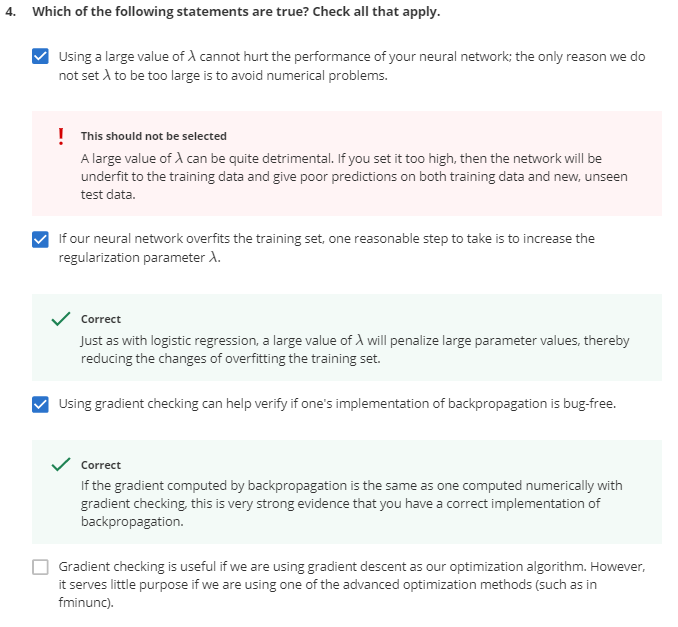 4. Which of the following statements are true? Check all that apply.
Using a large value of λ cannot hurt the performance of your neural network; the only reason we do
not set λ to be too large is to avoid numerical problems.
! This should not be selected
A large value of λ can be quite detrimental. If you set it too high, then the network will be
underfit to the training data and give poor predictions on both training data and new, unseen
test data.
If our neural network overfits the training set, one reasonable step to take is to increase the
regularization parameter λ.
Correct
Just as with logistic regression, a large value of λ will penalize large parameter values, thereby
reducing the changes of overfitting the training set.
Using gradient checking can help verify if one's implementation of backpropagation is bug-free.
Correct
If the gradient computed by backpropagation is the same as one computed numerically with
gradient checking, this is very strong evidence that you have a correct implementation of
backpropagation.
Gradient checking is useful if we are using gradient descent as our optimization algorithm. However,
it serves little purpose if we are using one of the advanced optimization methods (such as in
fminunc).